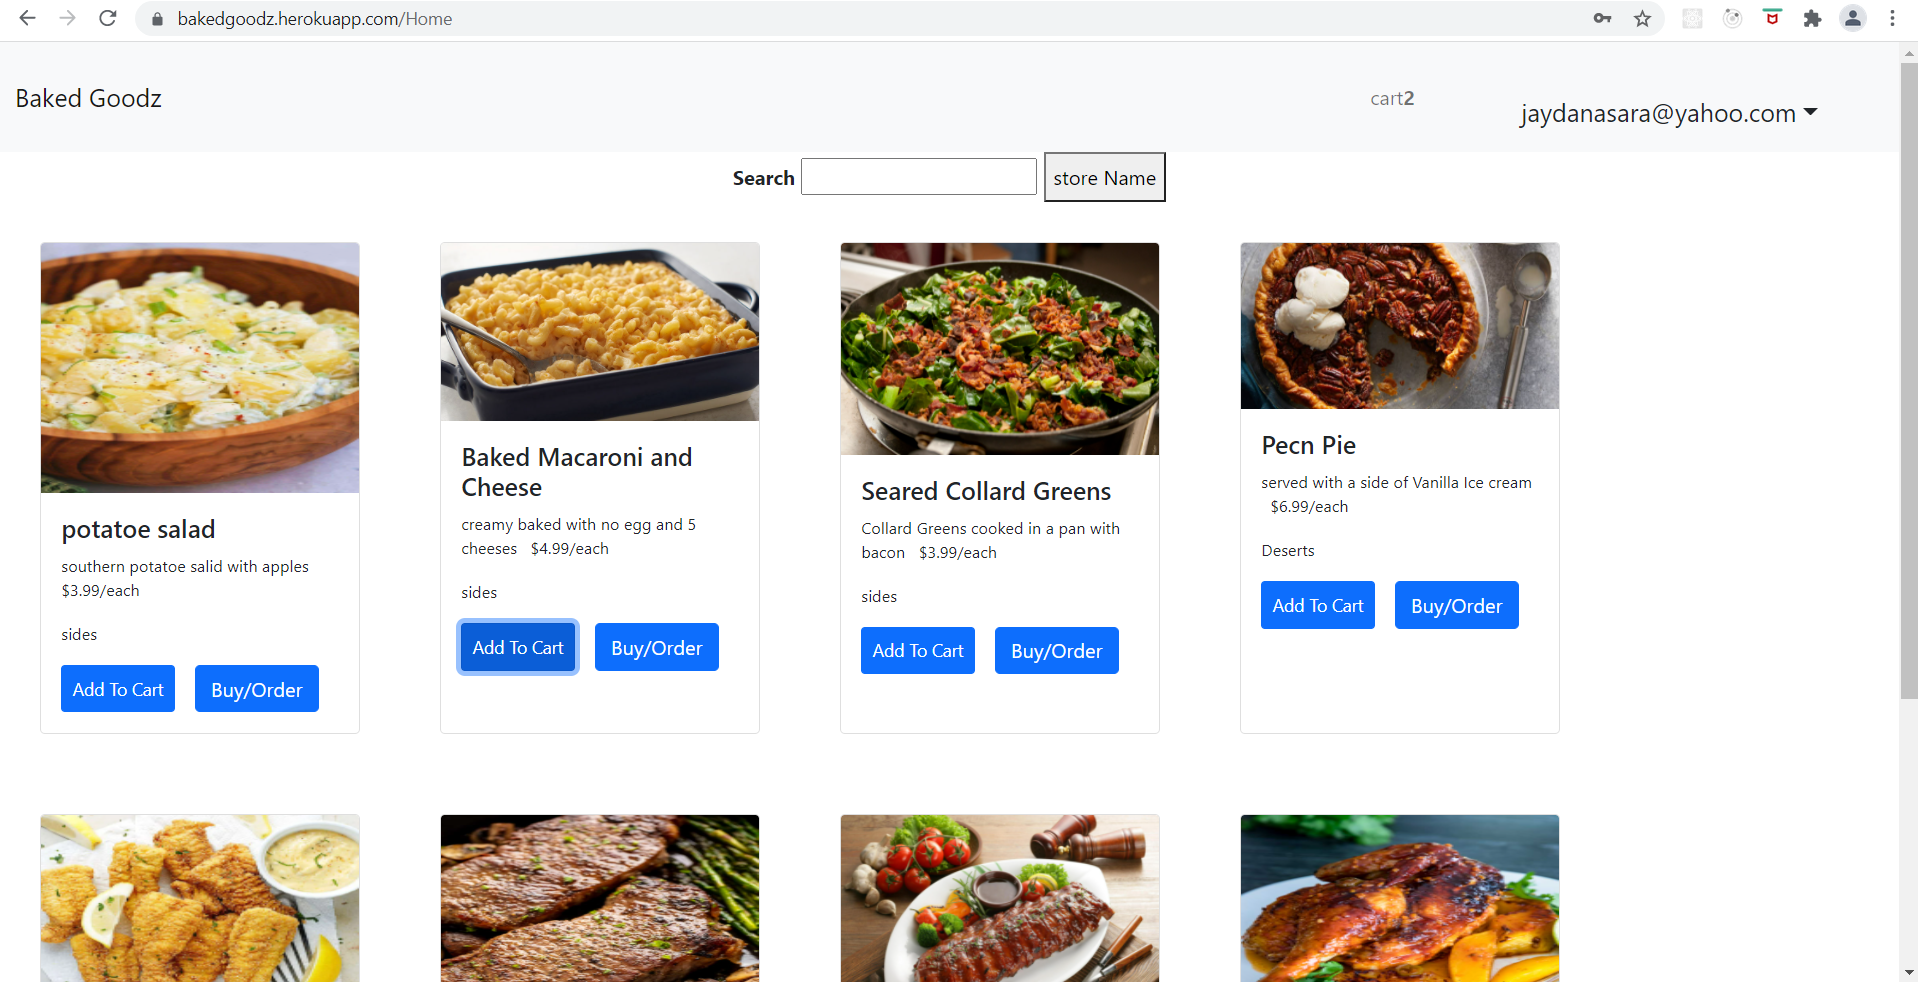 bakedgoodz.herokuapp.com/Home
Baked Goodz
cart2
jaydanasara@yahoo.com
Search
store Name
potatoe salad
southern potatoe salid with apples
$3.99/each
sides
Add To Cart
Buy/Order
Baked Macaroni and
Cheese
creamy baked with no egg and 5
cheeses $4.99/each
sides
Add To Cart
Buy/Order
Seared Collard Greens
Collard Greens cooked in a pan with
bacon $3.99/each
sides
Add To Cart
Buy/Order
Pecn Pie
served with a side of Vanilla Ice cream
$6.99/each
Deserts
Add To Cart
Buy/Order